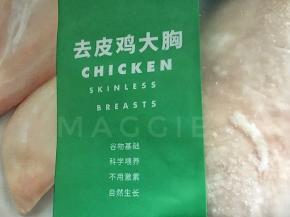 去皮鸡大胸
CHICKEN
SKINLESS
BREASTS
MAGGIE
谷物基础
科学喂养
不用激素
自然生长